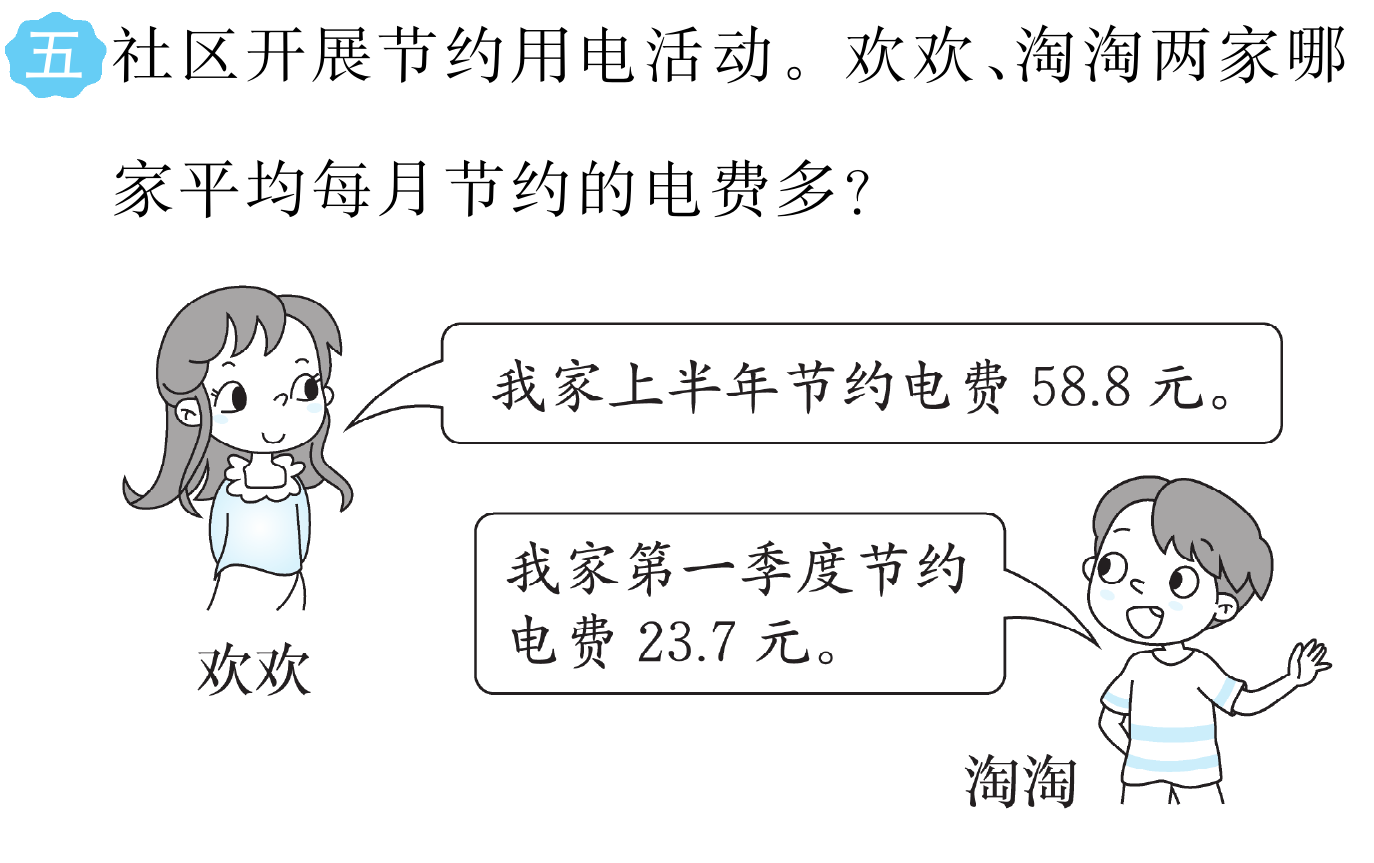 五 社区开展节约用电活动。欢欢、淘淘两家哪
家平均每月节约的电费多?
我家上半年节约电费 58.8 元。
我家第一季度节约
电费 23.7 元。
欢欢
淘淘